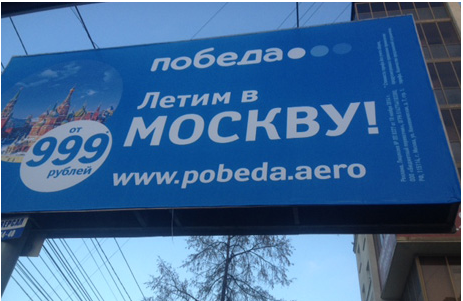 победа
Летим в
МОСКВУ!
от
999
рублей
www.pobeda.aero